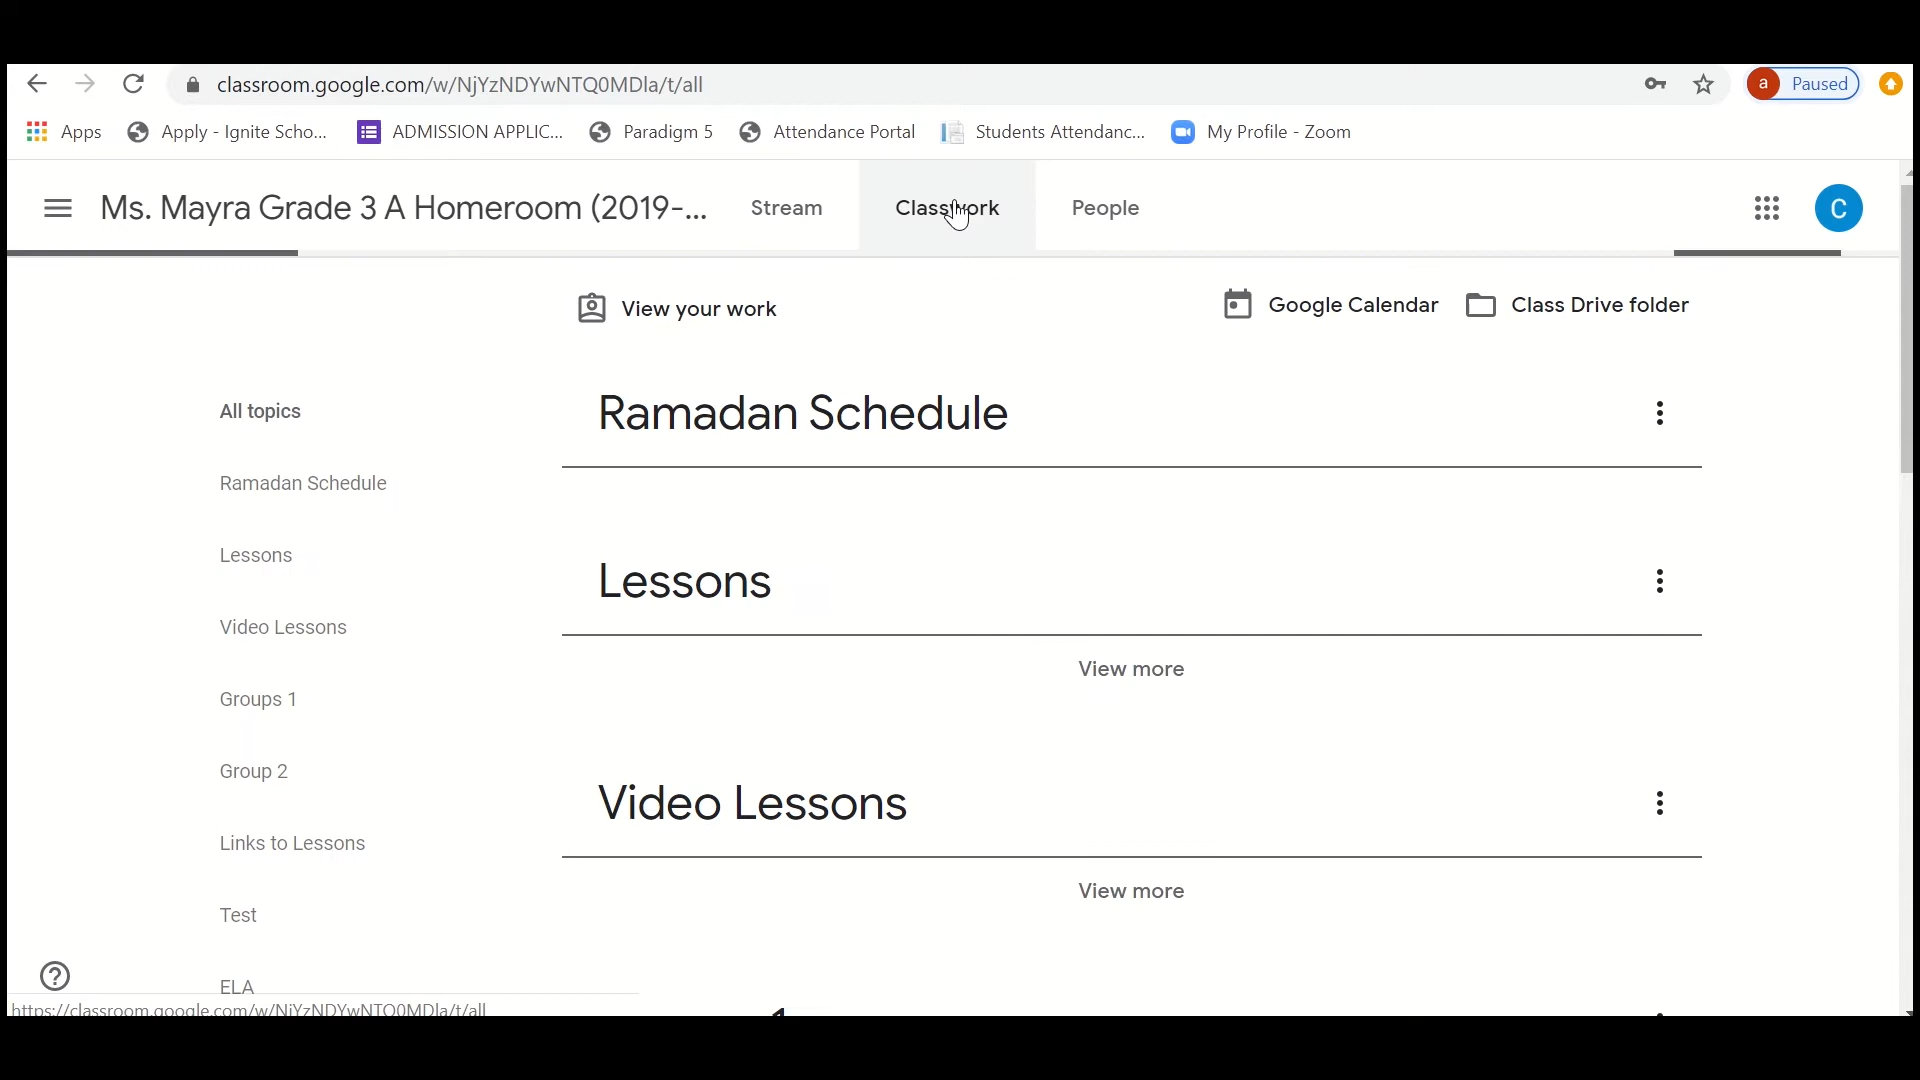 classroom.google.com/w/NjYzNDYwNTQ0MDla/t/all
a Paused
Apps Apply - Ignite Scho... ADMISSION APPLIC... Paradigm 5 Attendance Portal Students Attendanc... My Profile - Zoom
Ms. Mayra Grade 3 A Homeroom (2019-... Stream Classwork People C
View your work Google Calendar Class Drive folder
All topics
Ramadan Schedule
Lessons
Video Lessons
Groups 1
Group 2
Links to Lessons
Test
ELA
Ramadan Schedule
Lessons
View more
Video Lessons
View more
https://classroom.google.com/w/NjYzNDYwNTQ0MDla/t/all